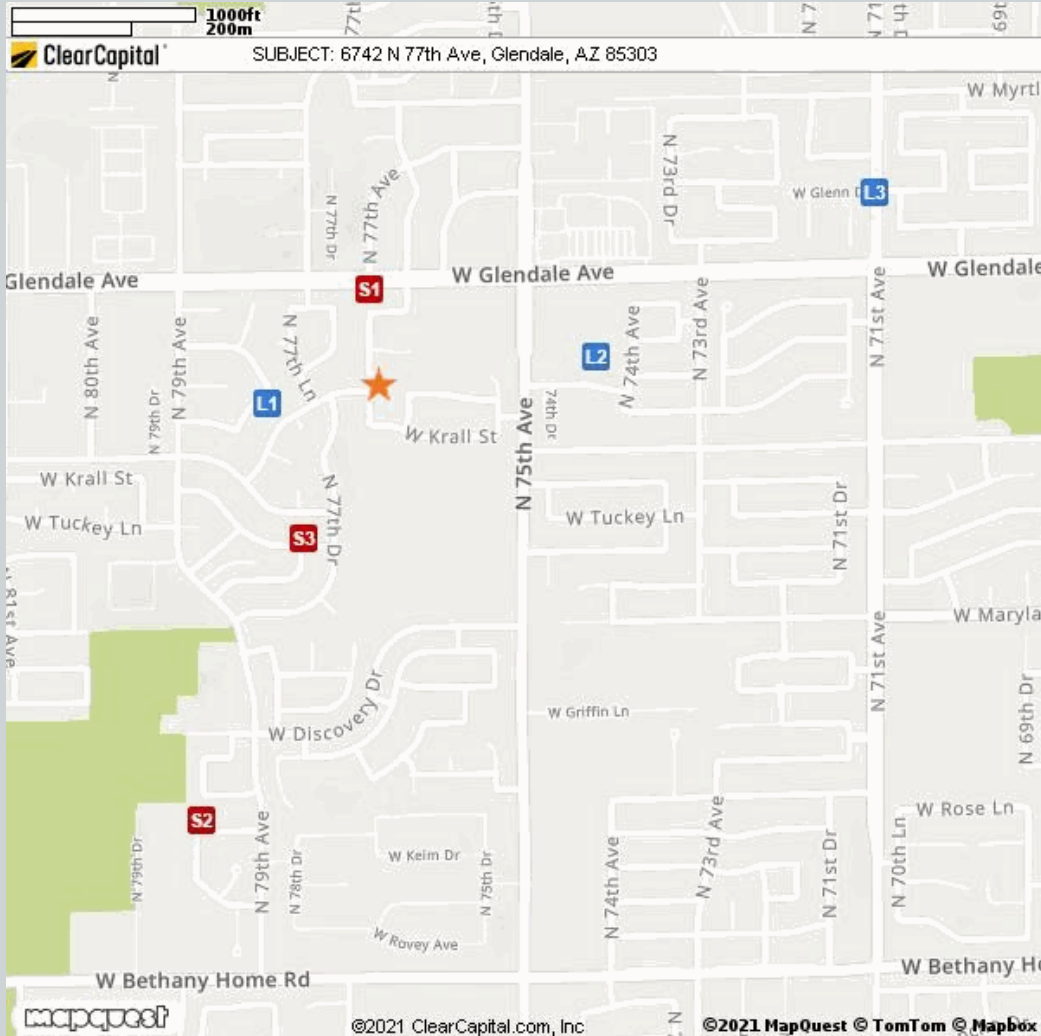 1000ft
200m
ClearCapital
SUBJECT: 6742 N 77th Ave, Glendale, AZ 85303
W Myrtl
N 73rd Dr
W Glenn D
L3
N 77th Ave
N 77th Dr
Glendale Ave
W Glendale Ave
W Glendale
S1
N 80th Ave
N 79th Ave
N 77th Ln
L2
N 74th Ave
N 73rd Ave
N 71st Ave
N 79th Dr
L1
74th Dr
W Krall St
N 75th Ave
W Krall St
W Tuckey Ln
N 77th Dr
S3
W Tuckey Ln
N 71st Dr
N 81st Ave
W Maryla
N 71st Ave
W Discovery Dr
W Griffin Ln
N 69th Dr
S2
N 79th Dr
N 79th Ave
N 78th Dr
W Keim Dr
N 75th Dr
N 74th Ave
N 73rd Ave
N 71st Dr
N 70th Ln
W Rose Ln
W Rovey Ave
W Bethany Home Rd
W Bethany Ho
mapquest
©2021 ClearCapital.com, Inc
©2021 MapQuest © TomTom © Mapbox